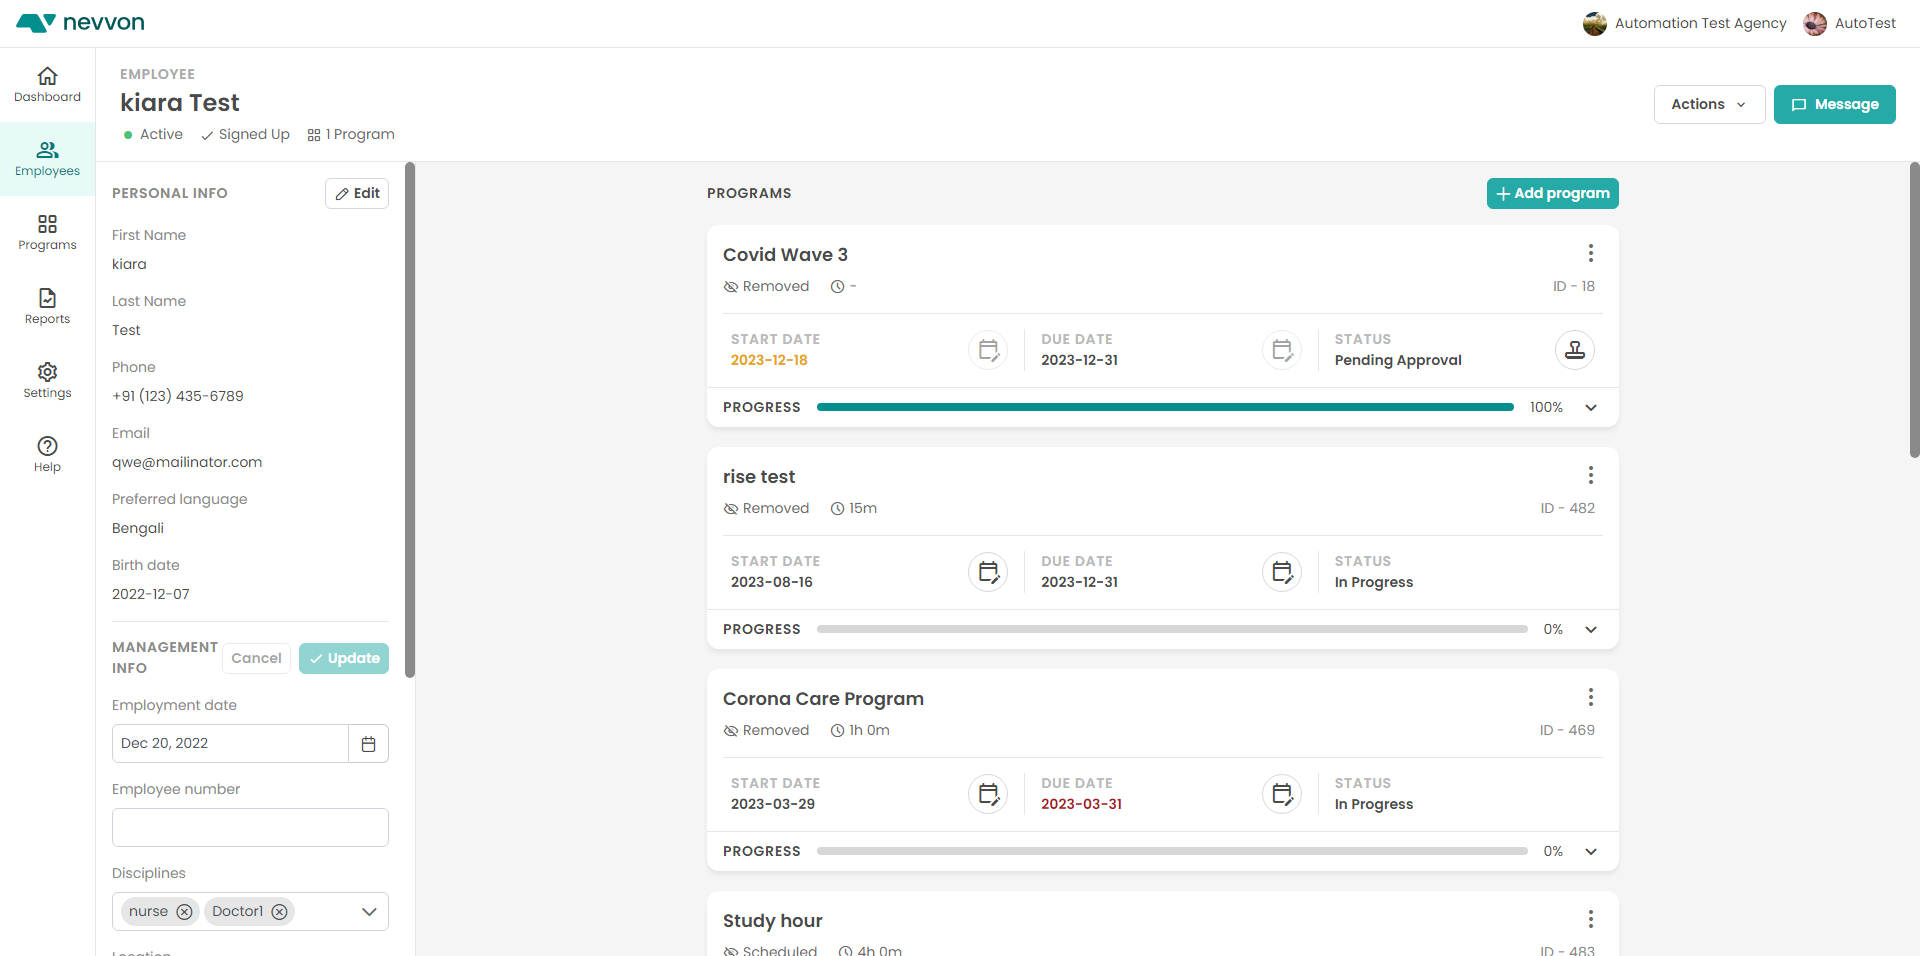 nevvon
Automation Test Agency
AutoTest
Dashboard
Employees
Programs
Reports
Settings
Help
EMPLOYEE
kiara Test
Active
Signed Up
1 Program
Actions
Message
PERSONAL INFO
Edit
First Name
kiara
Last Name
Test
Phone
+91 (123) 435-6789
Email
qwe@mailinator.com
Preferred language
Bengali
Birth date
2022-12-07
MANAGEMENT
INFO
Cancel
Update
Employment date
Dec 20, 2022
Employee number
Disciplines
nurse
Doctor1
Location
PROGRAMS
Add program
Covid Wave 3
Removed
-
ID - 18
START DATE
2023-12-18
DUE DATE
2023-12-31
STATUS
Pending Approval
PROGRESS
100%
rise test
Removed
15m
ID - 482
START DATE
2023-08-16
DUE DATE
2023-12-31
STATUS
In Progress
PROGRESS
0%
Corona Care Program
Removed
1h 0m
ID - 469
START DATE
2023-03-29
DUE DATE
2023-03-31
STATUS
In Progress
PROGRESS
0%
Study hour
Scheduled
4h 0m
ID - 483